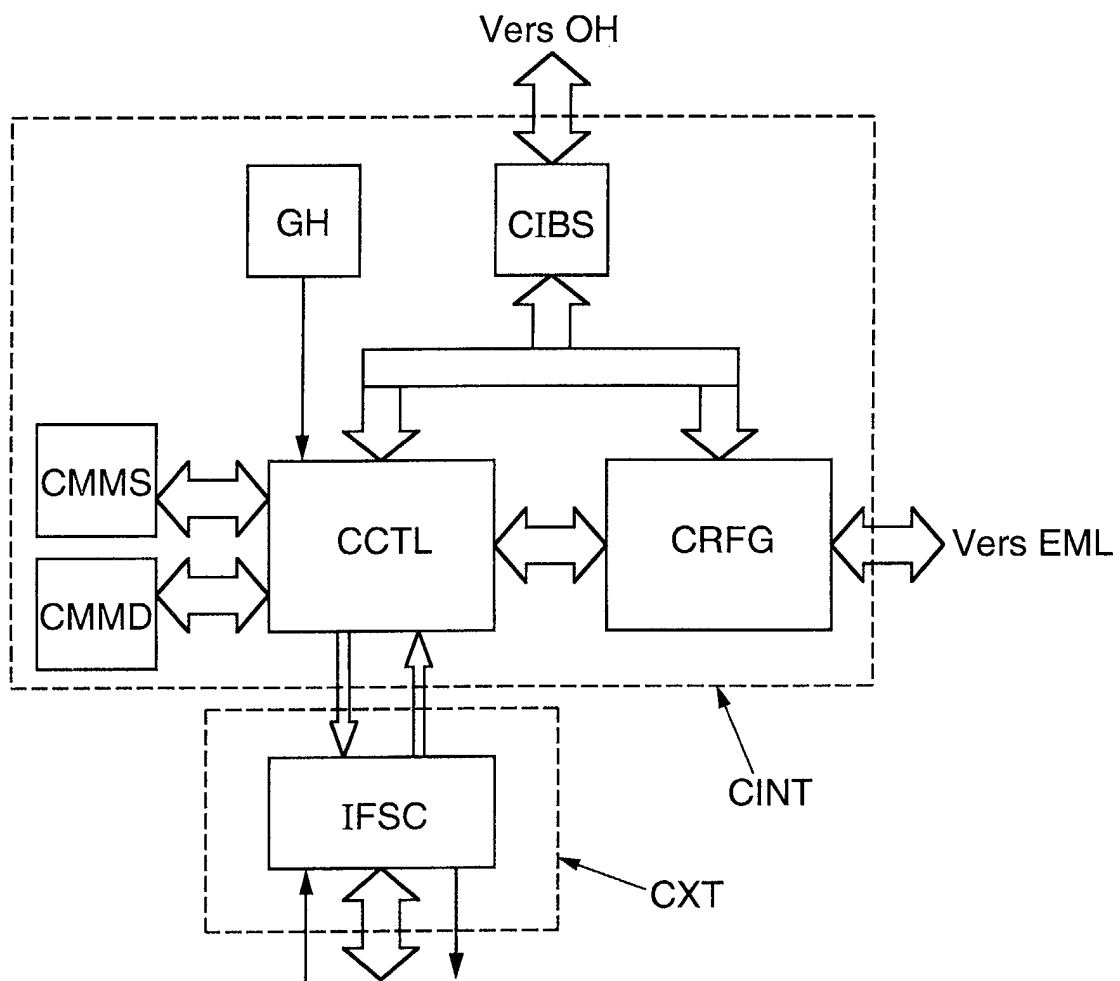 Vers OH
GH
CIBS
CMMS
CCTL
CRFG
Vers EML
CMMD
CINT
IFSC
CXT